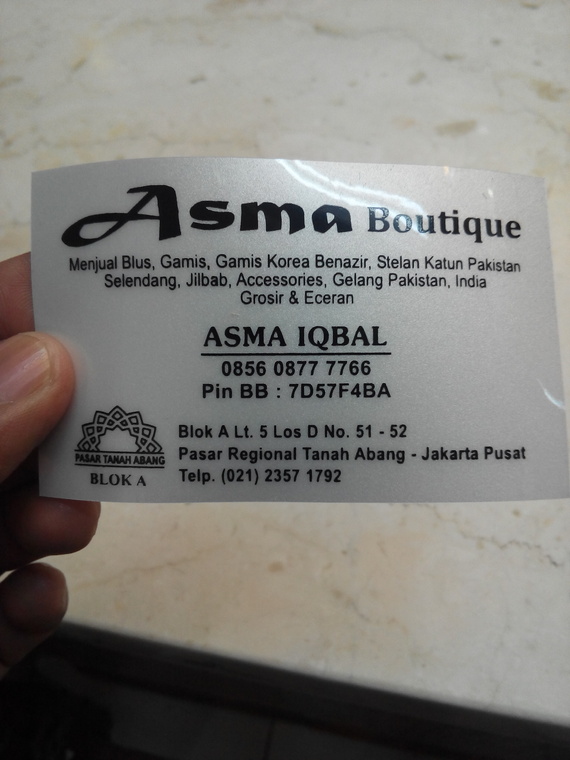 Asma Boutique
Menjual Blus, Gamis, Gamis Korea Benazir, Stelan Katun Pakistan
Selendang, Jilbab, Accessories, Gelang Pakistan, India
Grosir & Eceran
ASMA IQBAL
0856 0877 7766
Pin BB : 7D57F4BA
PASAR TANAH ABANG
BLOK A
Blok A Lt. 5 Los D No. 51 - 52
Pasar Regional Tanah Abang - Jakarta Pusat
Telp. (021) 2357 1792